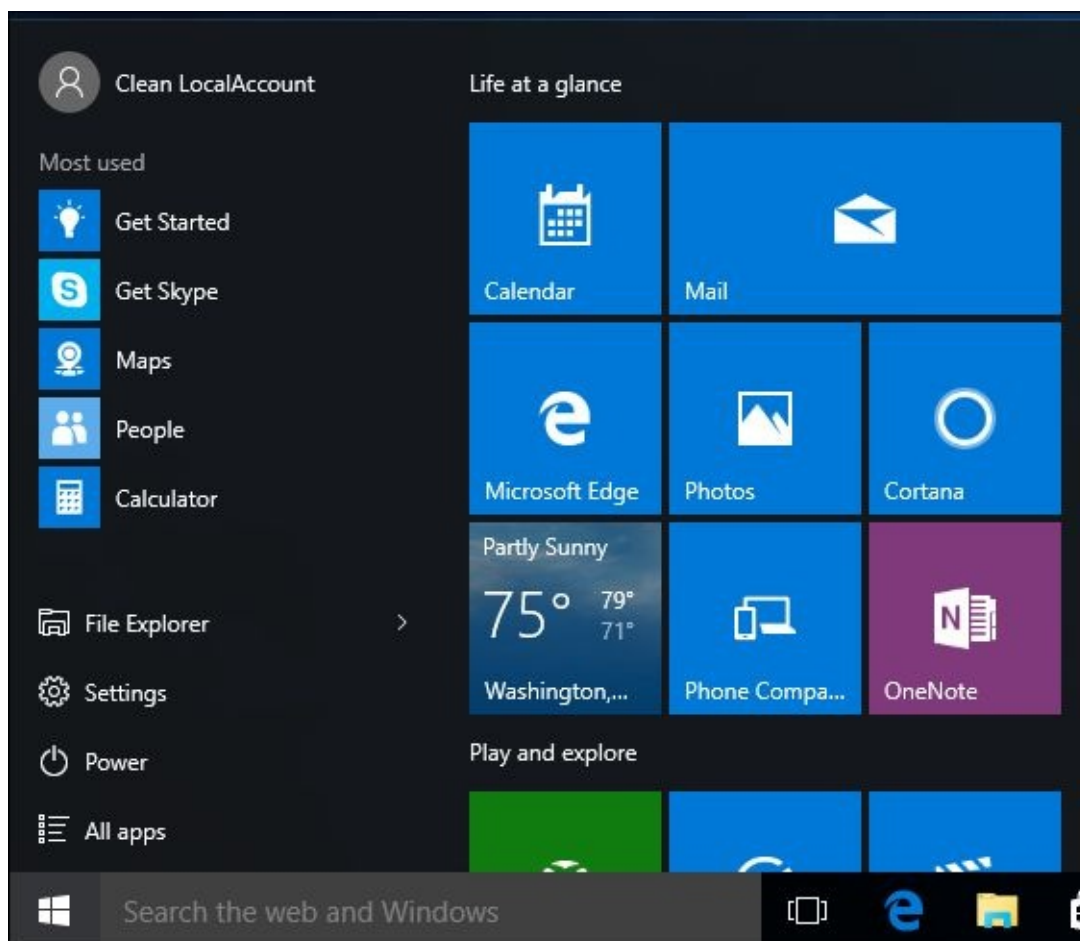 Clean LocalAccount
Most used
Get Started
Get Skype
Maps
People
Calculator
File Explorer
Settings
Power
All apps
Life at a glance
Calendar
Mail
Microsoft Edge
Photos
Cortana
Partly Sunny
75° 79°
71°
Washington,...
Phone Compa...
OneNote
Play and explore
Search the web and Windows